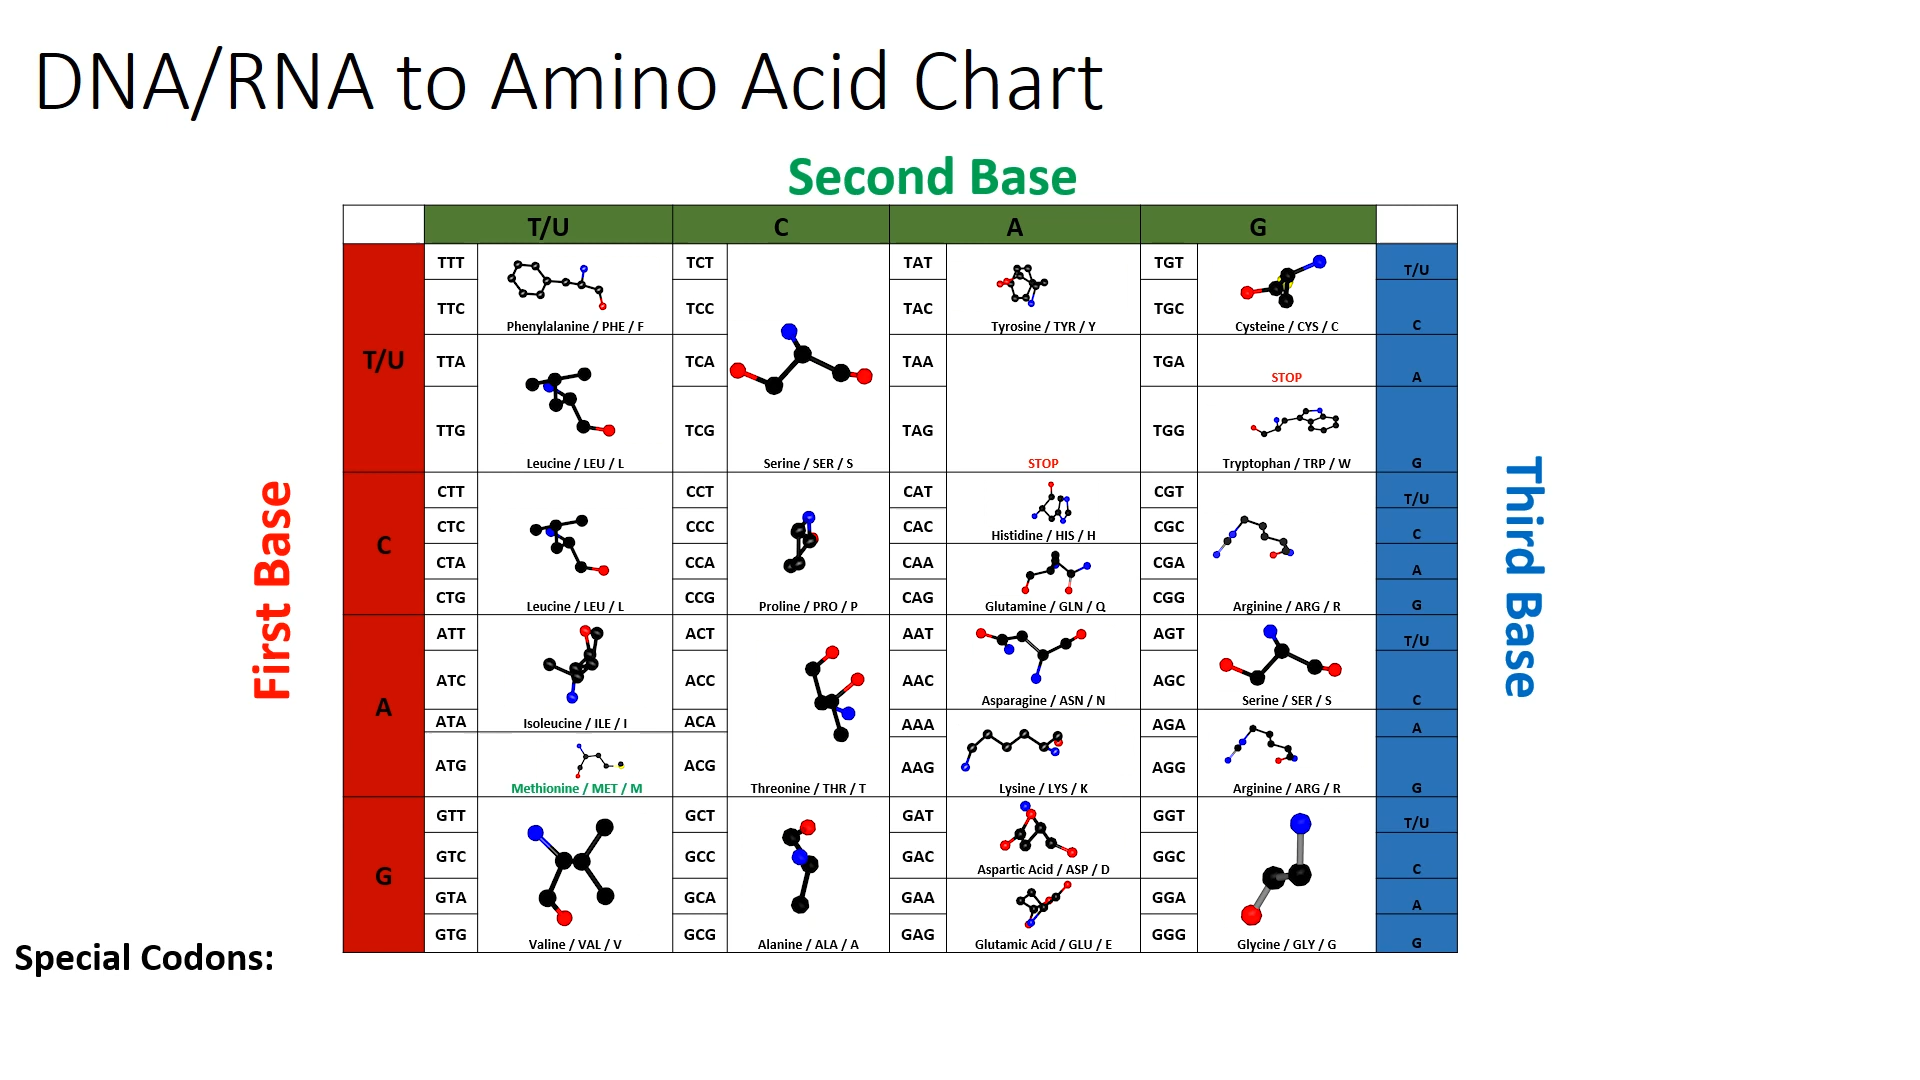 DNA/RNA to Amino Acid Chart
Second Base
T/U C A G
First Base
Third Base
T/U
TTT TCT TAT TGT T/U
TTC TCC TAC TGC C
Phenylalanine / PHE / F Tyrosine / TYR / Y Cysteine / CYS / C
TTA TCA TAA TGA A
STOP
TTG TCG TAG TGG G
Leucine / LEU / L Serine / SER / S STOP Tryptophan / TRP / W
C
CTT CCT CAT CGT T/U
CTC CCC CAC CGC C
Histidine / HIS / H
CTA CCA CAA CGA A
CTG CCG CAG CGG G
Leucine / LEU / L Proline / PRO / P Glutamine / GLN / Q Arginine / ARG / R
A
ATT ACT AAT AGT T/U
ATC ACC AAC AGC C
Asparagine / ASN / N Serine / SER / S
ATA ACA AAA AGA A
Isoleucine / ILE / I
ATG ACG AAG AGG G
Methionine / MET / M Threonine / THR / T Lysine / LYS / K Arginine / ARG / R
G
GTT GCT GAT GGT T/U
GTC GCC GAC GGC C
Aspartic Acid / ASP / D
GTA GCA GAA GGA A
GTG GCG GAG GGG G
Valine / VAL / V Alanine / ALA / A Glutamic Acid / GLU / E Glycine / GLY / G
Special Codons: